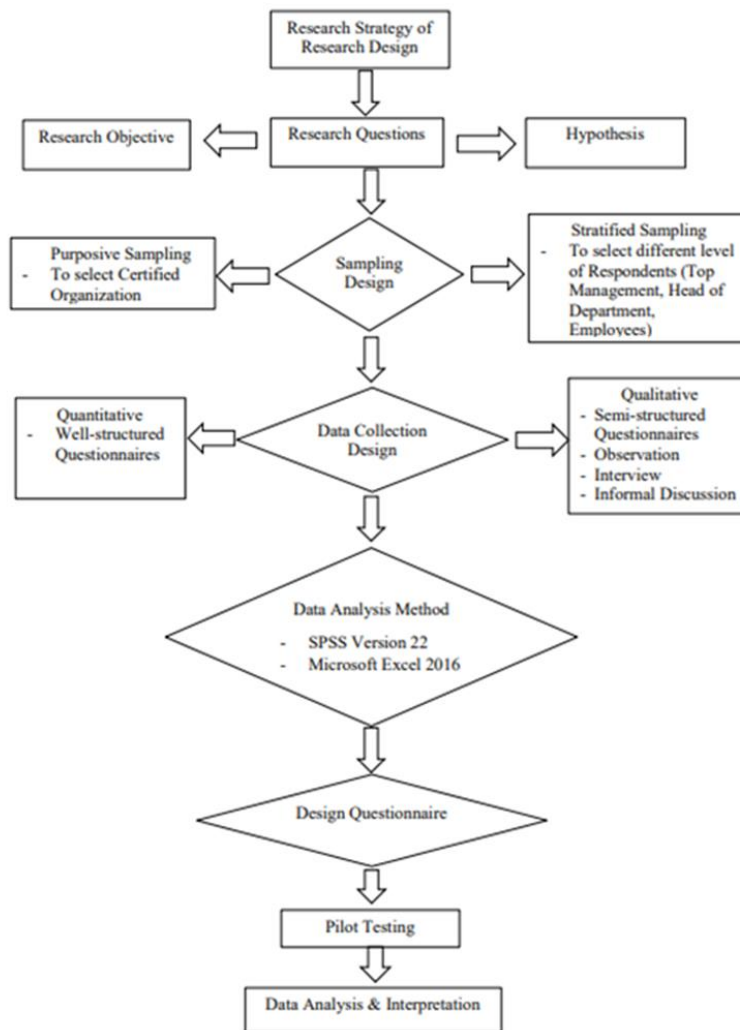 Research Strategy of
Research Design
Research Objective
Research Questions
Hypothesis
Purposive Sampling
- To select Certified
Organization
Sampling
Design
Stratified Sampling
- To select different level
of Respondents (Top
Management, Head of
Department,
Employees)
Quantitative
- Well-structured
Questionnaires
Data Collection
Design
Qualitative
- Semi-structured
Questionnaires
- Observation
- Interview
- Informal Discussion
Data Analysis Method
- SPSS Version 22
- Microsoft Excel 2016
Design Questionnaire
Pilot Testing
Data Analysis & Interpretation